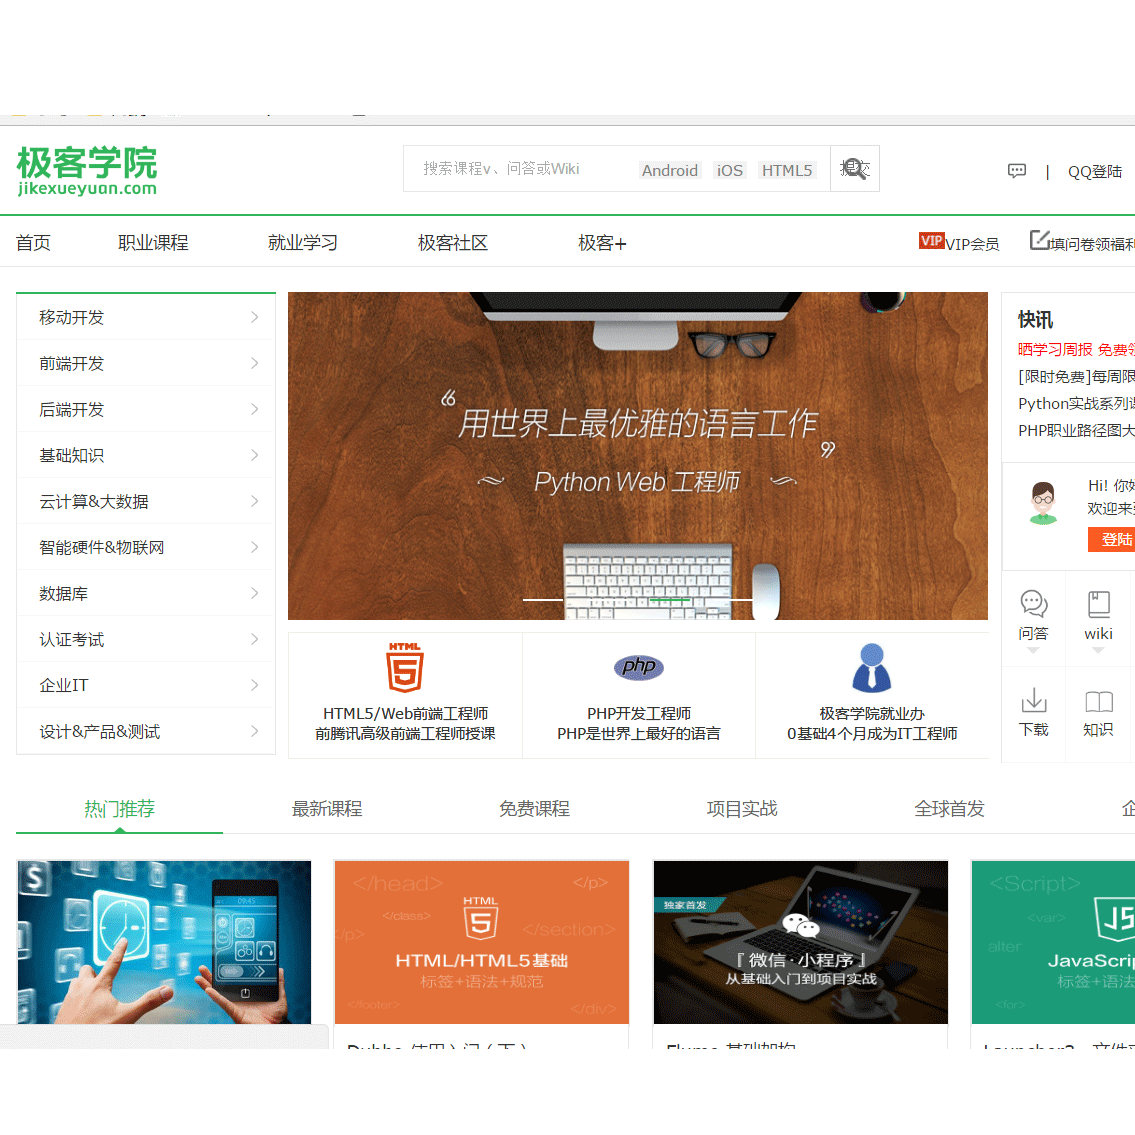 极客学院
jikexueyuan.com
搜索课程v、问答或Wiki
Android iOS HTML5
提交
| QQ登陆
首页 职业课程 就业学习 极客社区 极客+
VIP VIP会员 填问卷领福利
移动开发
前端开发
后端开发
基础知识
云计算&大数据
智能硬件&物联网
数据库
认证考试
企业IT
设计&产品&测试
“用世界上最优雅的语言工作”
Python Web 工程师
HTML
5
HTML5/Web前端工程师
前腾讯高级前端工程师授课
php
PHP开发工程师
PHP是世界上最好的语言
极客学院就业办
0基础4个月成为IT工程师
快讯
晒学习周报 免费
[限时免费]每周限
Python实战系列
PHP职业路径图大
Hi! 你
欢迎来
登陆
问答 wiki
下载 知识
热门推荐 最新课程 免费课程 项目实战 全球首发 企
S
09:45
</head>
</p>
</class>
</section>
/p>
</footer>
</div>
HTML
5
HTML/HTML5基础
标签+语法+规范
独家首发
『 微信·小程序 』
从基础入门到项目实战
<Script>
<var>
alter
<for>
JS
JavaScrip
标签+语法